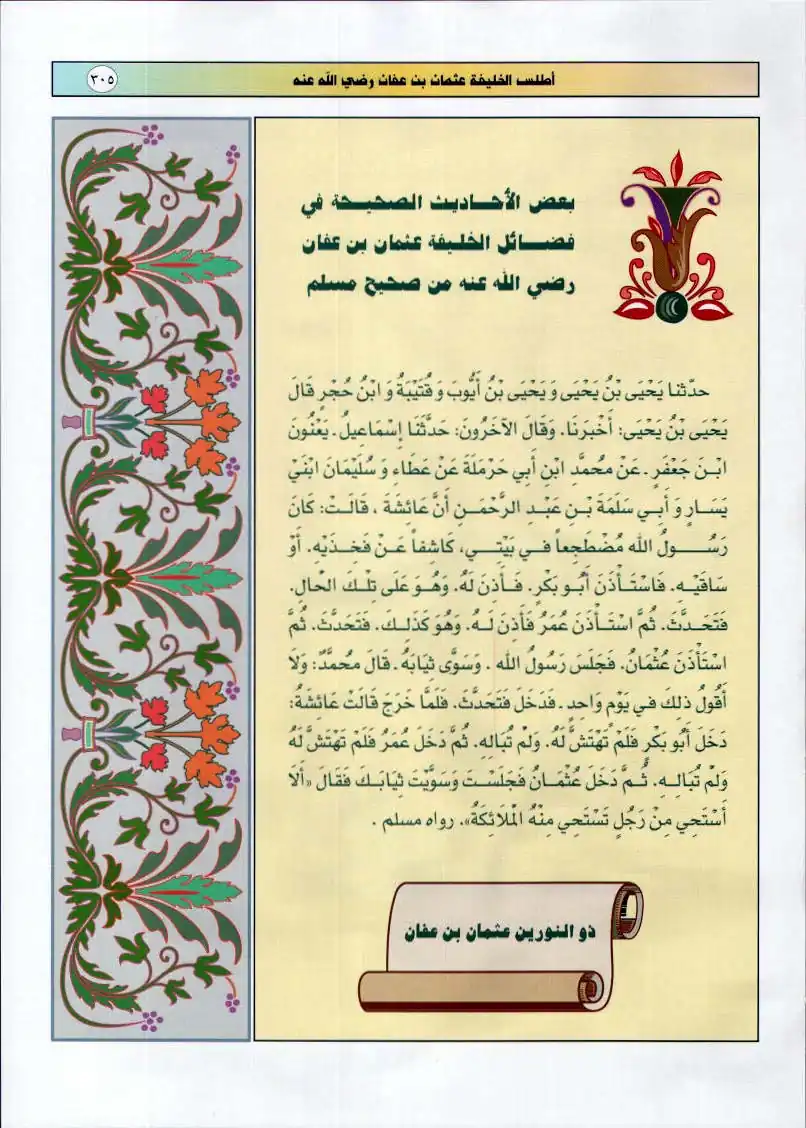 أطلس الخليفة عثمان بن عفان رضي الله عنه
٣٠٥
بعض الأحاديث الصحيحة في
فضائل الخليفة عثمان بن عفان
رضي الله عنه من صحيح مسلم
حدّثنا يَحْيَى بْنُ يَحْيَى وَيَحْيَى بْنُ أَيُّوبَ وَقُتَيْبَةُ وَابْنُ حُجْرٍ قَالَ
يَحْيَى بْنُ يَحْيَى: أَخْبَرَنَا. وَقَالَ الآخَرُونَ: حَدَّثَنَا إِسْمَاعِيلُ. يَعْنُونَ
ابْنَ جَعْفَرٍ. عَنْ مُحَمَّدِ ابْنِ أَبِي حَرْمَلَةَ عَنْ عَطَاءٍ وَسُلَيْمَانَ ابْنَيْ
يَسَارٍ وَأَبِي سَلَمَةَ بْنِ عَبْدِ الرَّحْمَنِ أَنَّ عَائِشَةَ، قَالَتْ: كَانَ
رَسُولُ الله مُضْطَجِعاً في بَيْتي، كَاشِفاً عَنْ فَخِذَيْهِ. أَوْ
سَاقَيْهِ. فَاسْتَأْذَنَ أَبُو بَكْرٍ. فَأَذِنَ لَهُ. وَهُوَ عَلَى تِلْكَ الْحَالِ.
فَتَحَدَّثَ. ثُمَّ اسْتَأْذَنَ عُمَرُ فَأَذِنَ لَهُ. وَهُوَ كَذَلِكَ. فَتَحَدَّثَ. ثُمَّ
اسْتَأْذَنَ عُثْمَانُ. فَجَلَسَ رَسُولُ الله. وَسَوَّى ثِيَابَهُ. قَالَ مُحَمَّدٌ: وَلَا
أَقُولُ ذلِكَ في يَوْمٍ وَاحِدٍ. فَدَخَلَ فَتَحَدَّثَ. فَلَمَّا خَرَجَ قَالَتْ عَائِشَةُ:
دَخَلَ أَبُو بَكْرٍ فَلَمْ تَهْتَشَّ لَهُ. وَلَمْ تُبَالِهِ. ثُمَّ دَخَلَ عُمَرُ فَلَمْ تَهْتَشَّ لَهُ
وَلَمْ تُبَالِهِ. ثُمَّ دَخَلَ عُثْمَانُ فَجَلَسْتَ وَسَوَّيْتَ ثِيَابَكَ فَقَالَ «أَلَا
أَسْتَحِي مِنْ رَجُلٍ تَسْتَحِي مِنْهُ الْمَلَائِكَةُ». رواه مسلم.
ذو النورين عثمان بن عفان